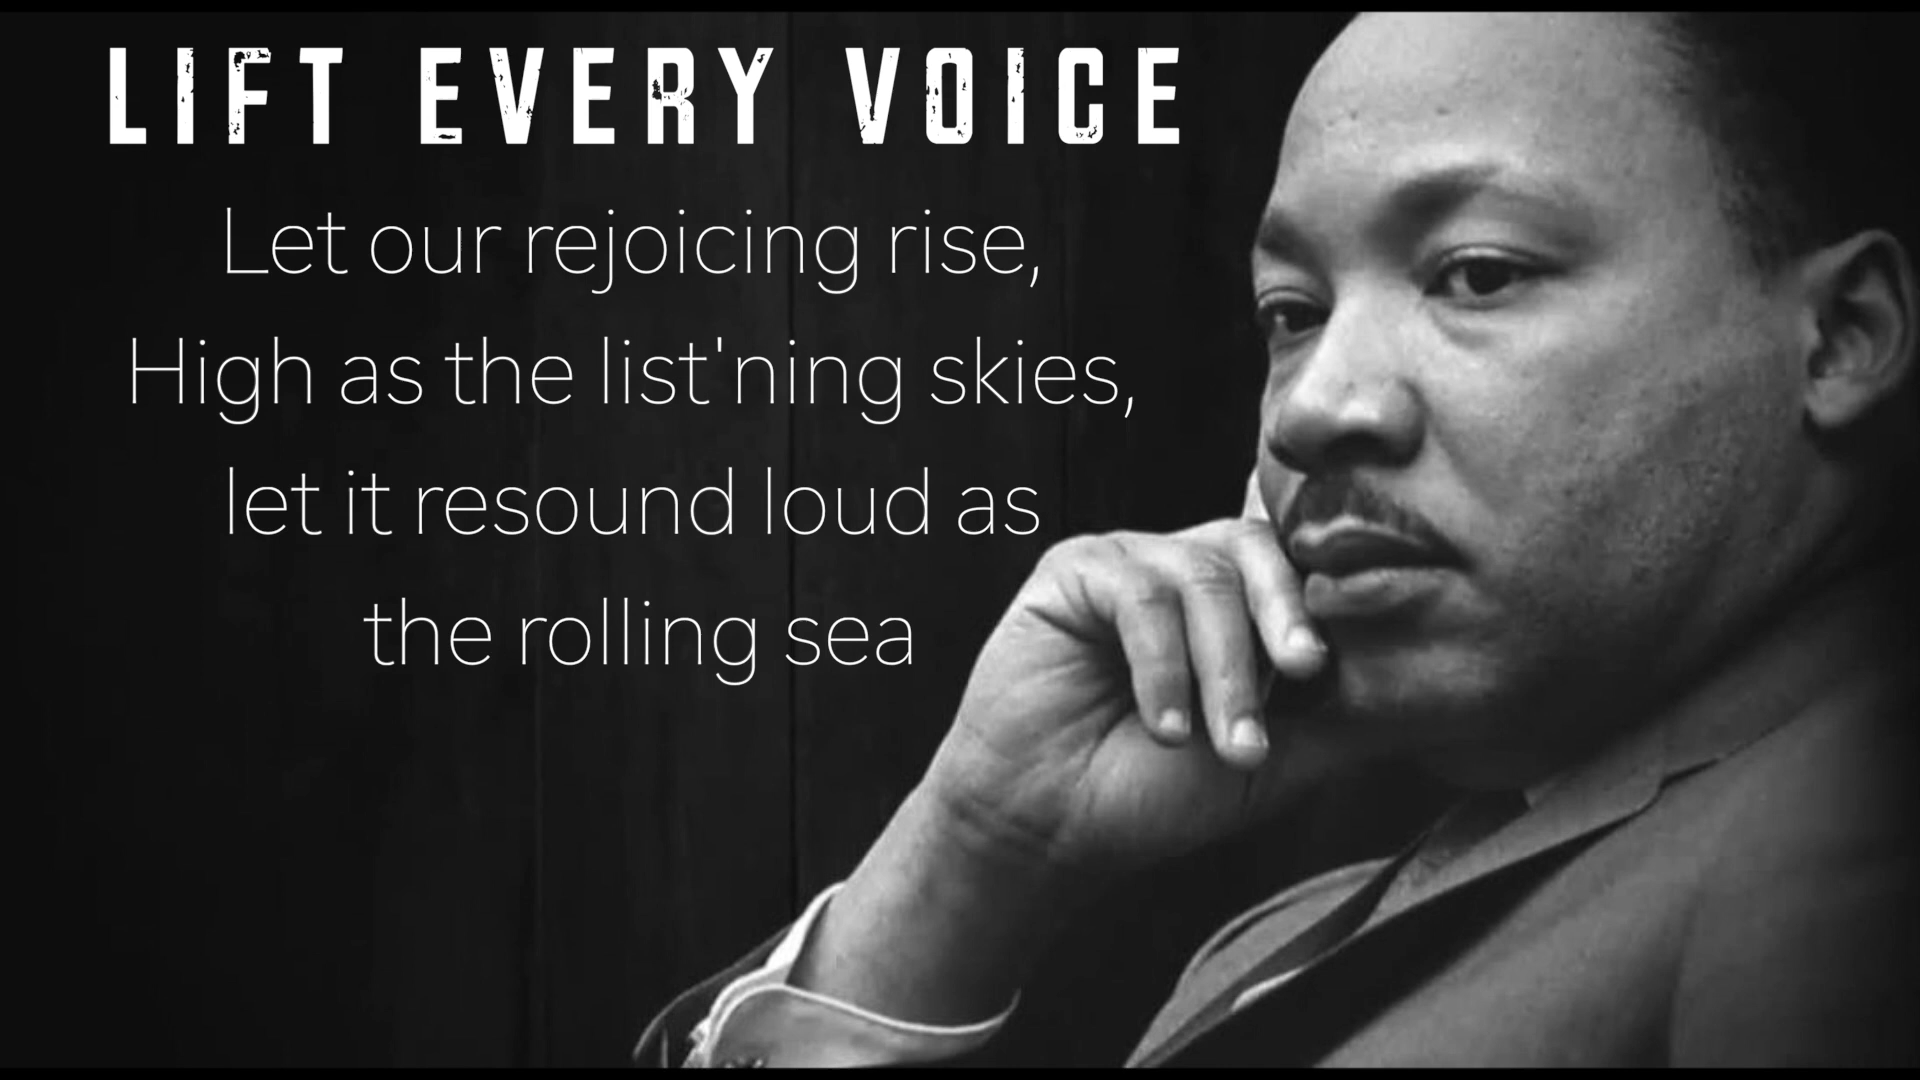 LIFT EVERY VOICE
Let our rejoicing rise,
High as the list'ning skies,
let it resound loud as
the rolling sea